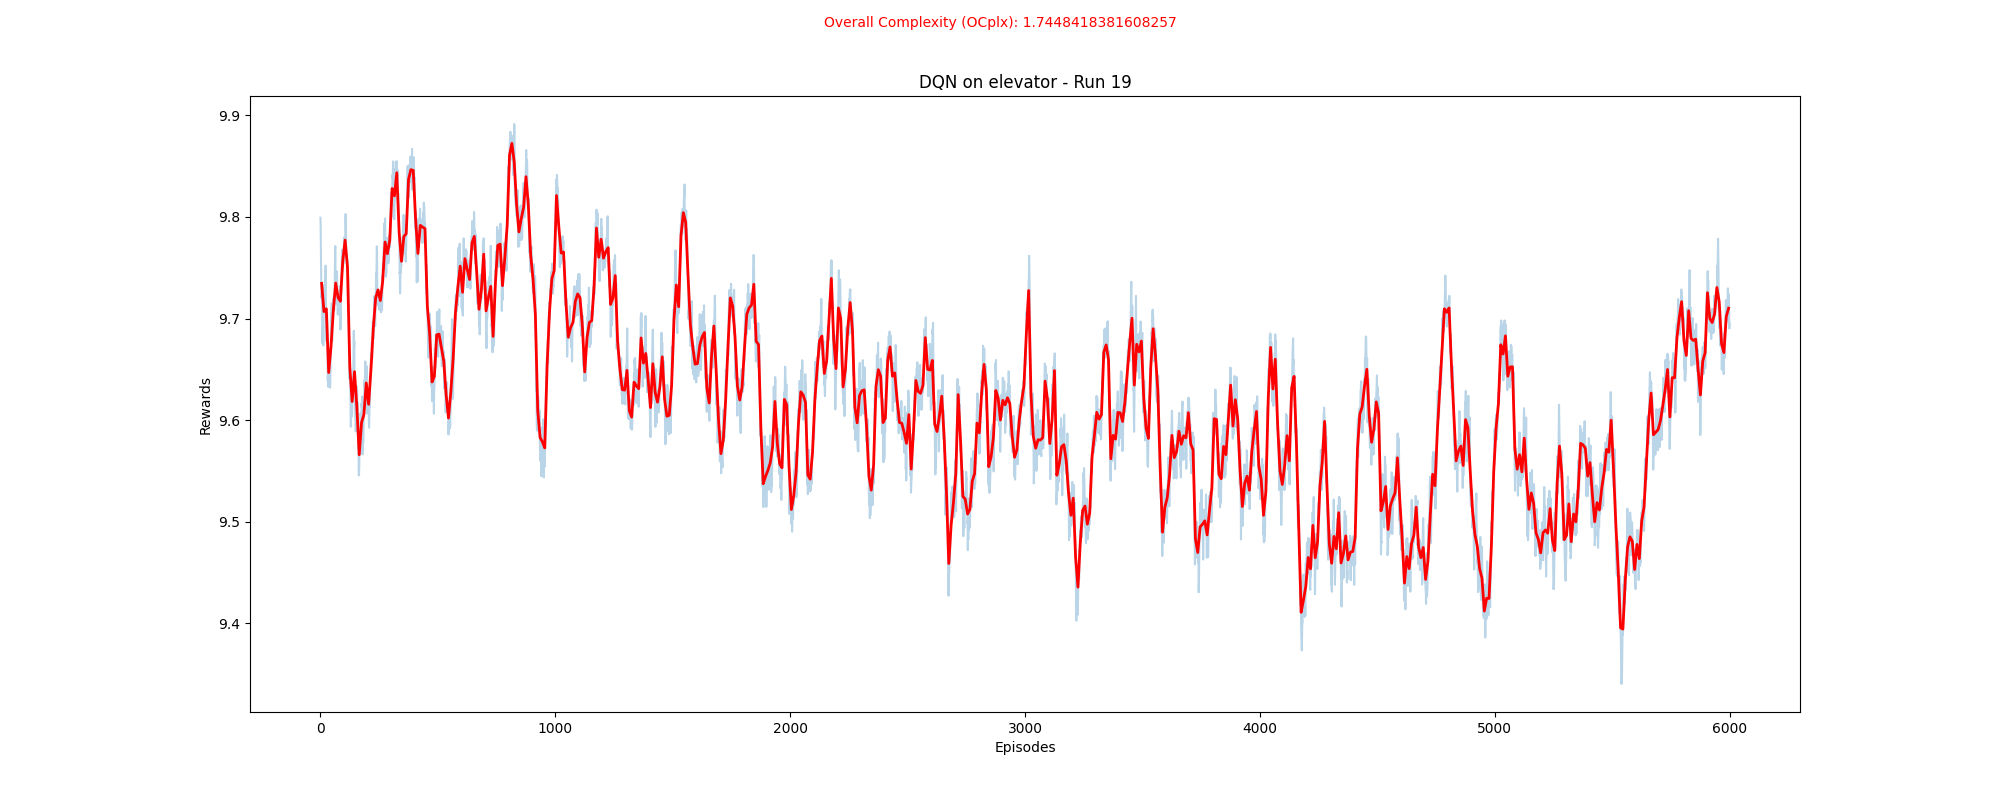 Overall Complexity (OCplx): 1.7448418381608257
DQN on elevator - Run 19
9.9
9.8
9.7
9.6
9.5
9.4
Rewards
0 1000 2000 3000 4000 5000 6000
Episodes